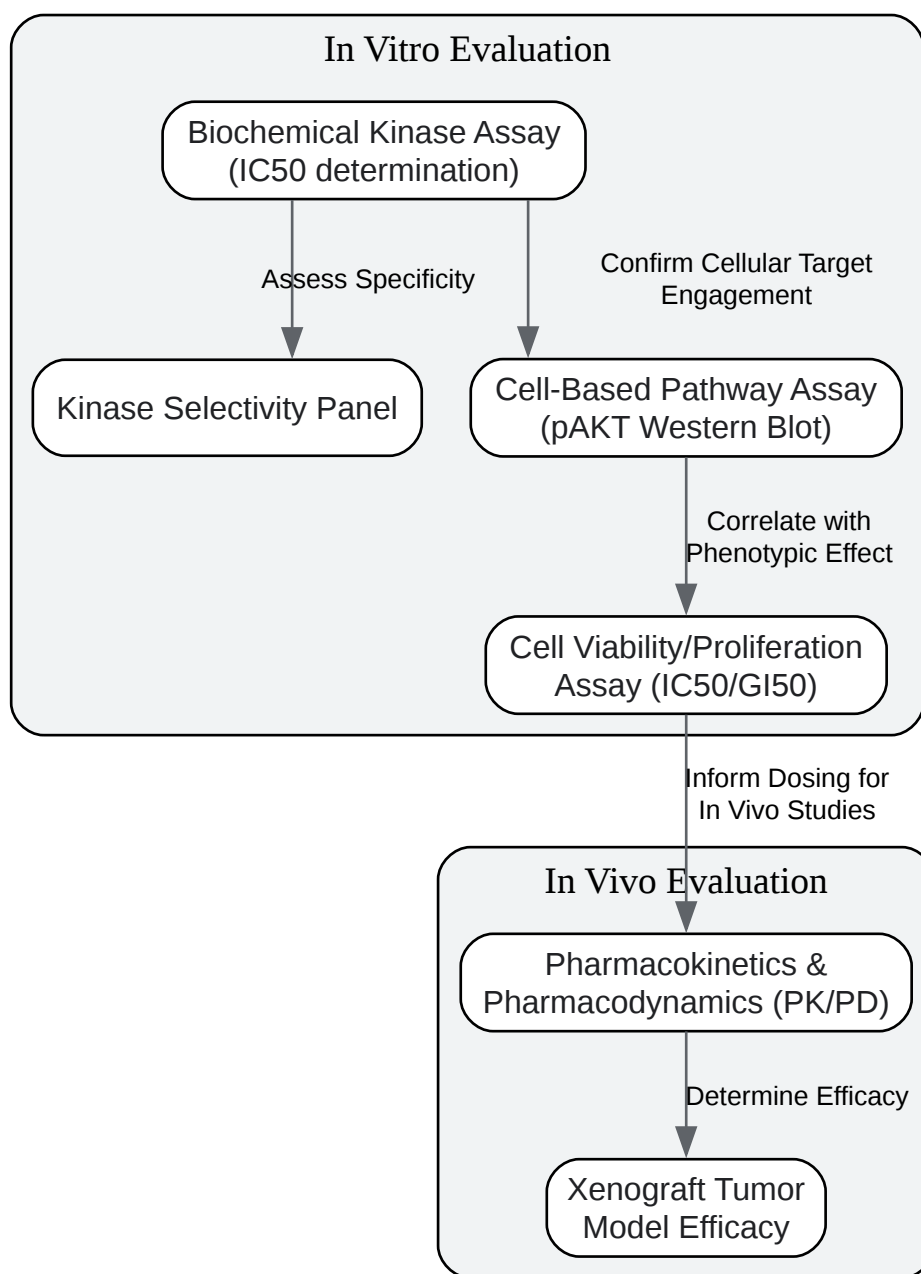 In Vitro Evaluation
Biochemical Kinase Assay
(IC50 determination)
Assess Specificity
Confirm Cellular Target
Engagement
Kinase Selectivity Panel
Cell-Based Pathway Assay
(pAKT Western Blot)
Correlate with
Phenotypic Effect
Cell Viability/Proliferation
Assay (IC50/GI50)
Inform Dosing for
In Vivo Studies
In Vivo Evaluation
Pharmacokinetics &
Pharmacodynamics (PK/PD)
Determine Efficacy
Xenograft Tumor
Model Efficacy